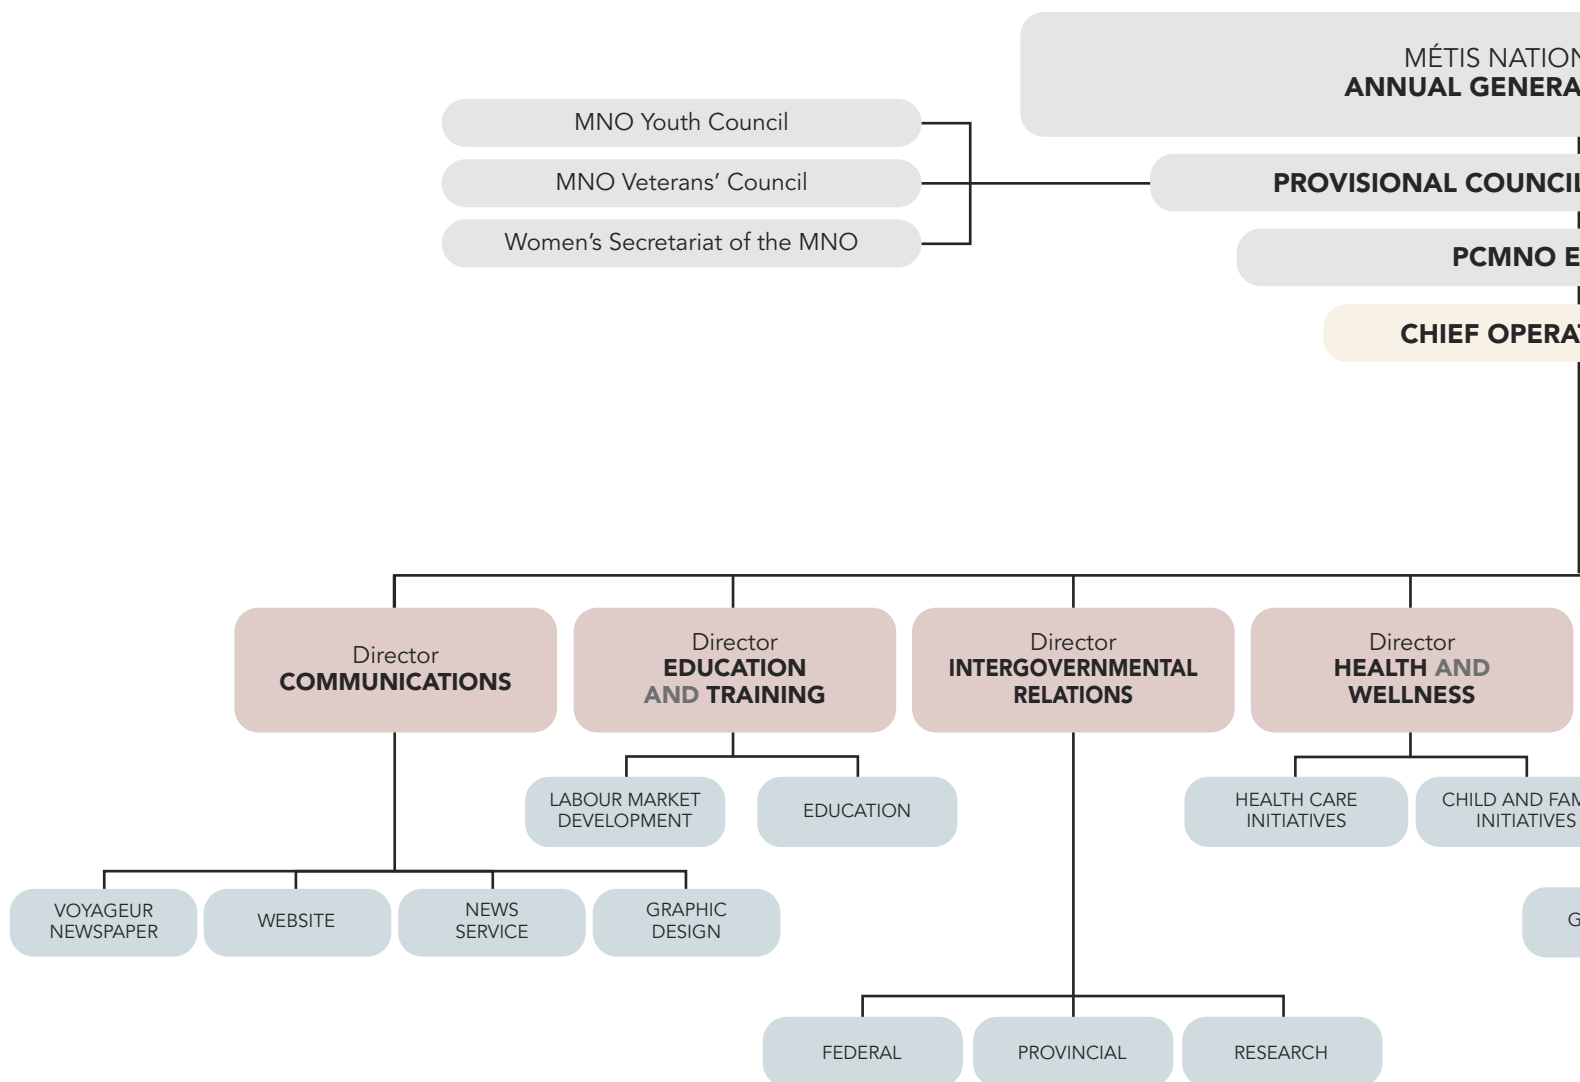 MÉTIS NATION
ANNUAL GENERA
MNO Youth Council
MNO Veterans’ Council
Women’s Secretariat of the MNO
PROVISIONAL COUNCIL
PCMNO E
CHIEF OPERAT
Director
COMMUNICATIONS
Director
EDUCATION
AND TRAINING
Director
INTERGOVERNMENTAL
RELATIONS
Director
HEALTH AND
WELLNESS
LABOUR MARKET
DEVELOPMENT
EDUCATION
HEALTH CARE
INITIATIVES
CHILD AND FAM
INITIATIVES
VOYAGEUR
NEWSPAPER
WEBSITE
NEWS
SERVICE
GRAPHIC
DESIGN
G
FEDERAL
PROVINCIAL
RESEARCH